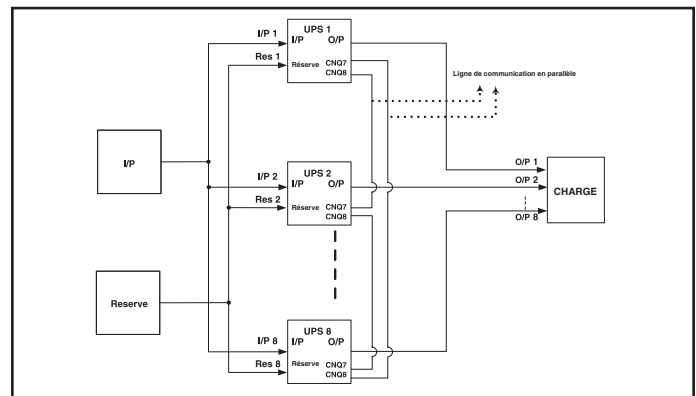 I/P 1
UPS 1
I/P O/P
Res 1
Réserve
CNQ7
CNQ8
Ligne de communication en parallèle
I/P
I/P 2
UPS 2
I/P O/P
Res 2
Réserve
CNQ7
CNQ8
O/P 1
O/P 2
CHARGE
O/P 8
Reserve
I/P 8
UPS 8
I/P O/P
Res 8
Réserve
CNQ7
CNQ8